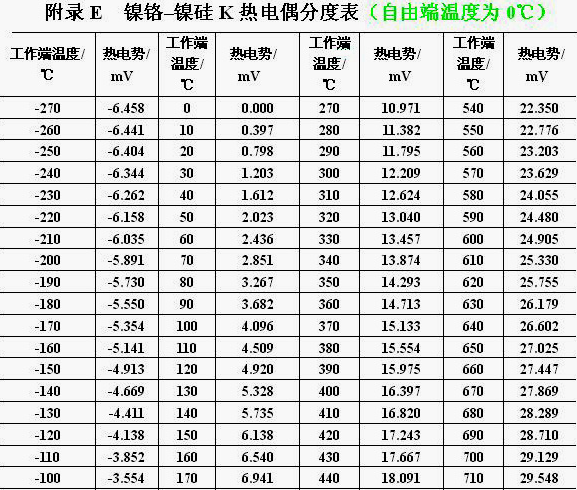 附录 E 镍铬–镍硅 K 热电偶分度表（自由端温度为 0℃）
工作端温度/℃ 热电势/mV 工作端温度/℃ 热电势/mV 工作端温度/℃ 热电势/mV 工作端温度/℃ 热电势/mV
-270 -6.458 0 0.000 270 10.971 540 22.350
-260 -6.441 10 0.397 280 11.382 550 22.776
-250 -6.404 20 0.798 290 11.795 560 23.203
-240 -6.344 30 1.203 300 12.209 570 23.629
-230 -6.262 40 1.612 310 12.624 580 24.055
-220 -6.158 50 2.023 320 13.040 590 24.480
-210 -6.035 60 2.436 330 13.457 600 24.905
-200 -5.891 70 2.851 340 13.874 610 25.330
-190 -5.730 80 3.267 350 14.293 620 25.755
-180 -5.550 90 3.682 360 14.713 630 26.179
-170 -5.354 100 4.096 370 15.133 640 26.602
-160 -5.141 110 4.509 380 15.554 650 27.025
-150 -4.913 120 4.920 390 15.975 660 27.447
-140 -4.669 130 5.328 400 16.397 670 27.869
-130 -4.411 140 5.735 410 16.820 680 28.289
-120 -4.138 150 6.138 420 17.243 690 28.710
-110 -3.852 160 6.540 430 17.667 700 29.129
-100 -3.554 170 6.941 440 18.091 710 29.548